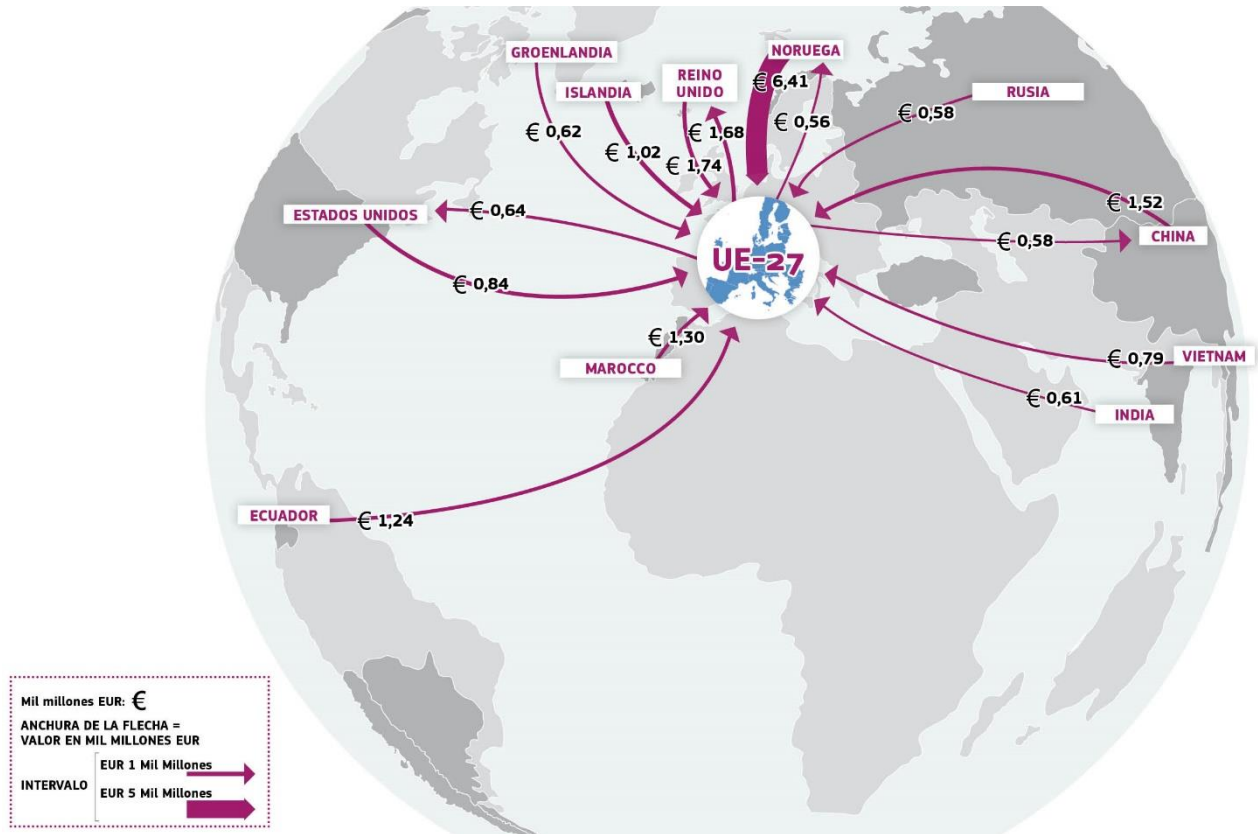 GROENLANDIA
NORUEGA
REINO
UNIDO
ISLANDIA
RUSIA
€ 6,41
€ 0,62
€ 0,56
€ 0,58
€ 1,02
€ 1,68
€ 1,74
ESTADOS UNIDOS
€ 0,64
€ 1,52
CHINA
€ 0,58
UE-27
€ 0,84
€ 1,30
MAROCCO
€ 0,79
VIETNAM
€ 0,61
INDIA
ECUADOR
€ 1,24
Mil millones EUR: €
ANCHURA DE LA FLECHA =
VALOR EN MIL MILLONES EUR
INTERVALO
EUR 1 Mil Millones
EUR 5 Mil Millones